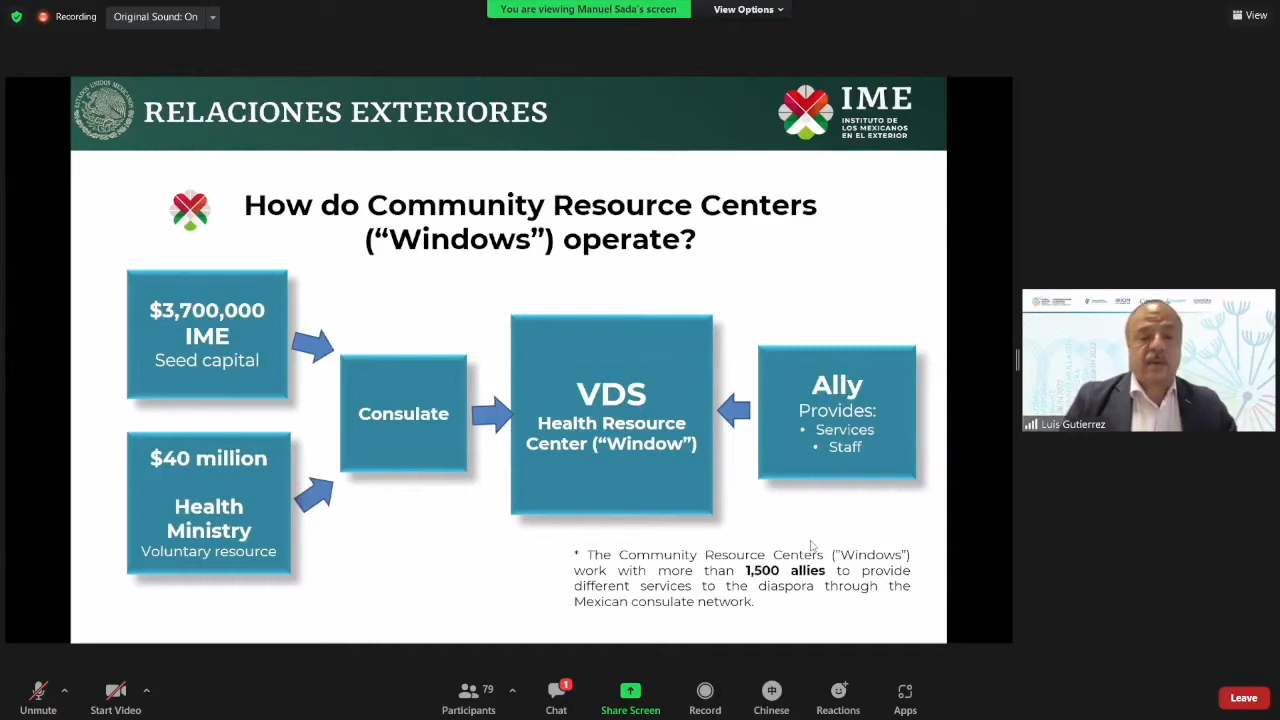 Recording
Original Sound: On
You are viewing Manuel Sada's screen
View Options
View
RELACIONES EXTERIORES
IME
INSTITUTO DE
LOS MEXICANOS
EN EL EXTERIOR
How do Community Resource Centers
(“Windows”) operate?
$3,700,000
IME
Seed capital
$40 million
Health
Ministry
Voluntary resource
Consulate
VDS
Health Resource
Center (“Window”)
Ally
Provides:
• Services
• Staff
* The Community Resource Centers (”Windows”)
work with more than 1,500 allies to provide
different services to the diaspora through the
Mexican consulate network.
Luis Gutierrez
Unmute
Start Video
79
Participants
1
Chat
Share Screen
Record
中
Chinese
Reactions
Apps
Leave